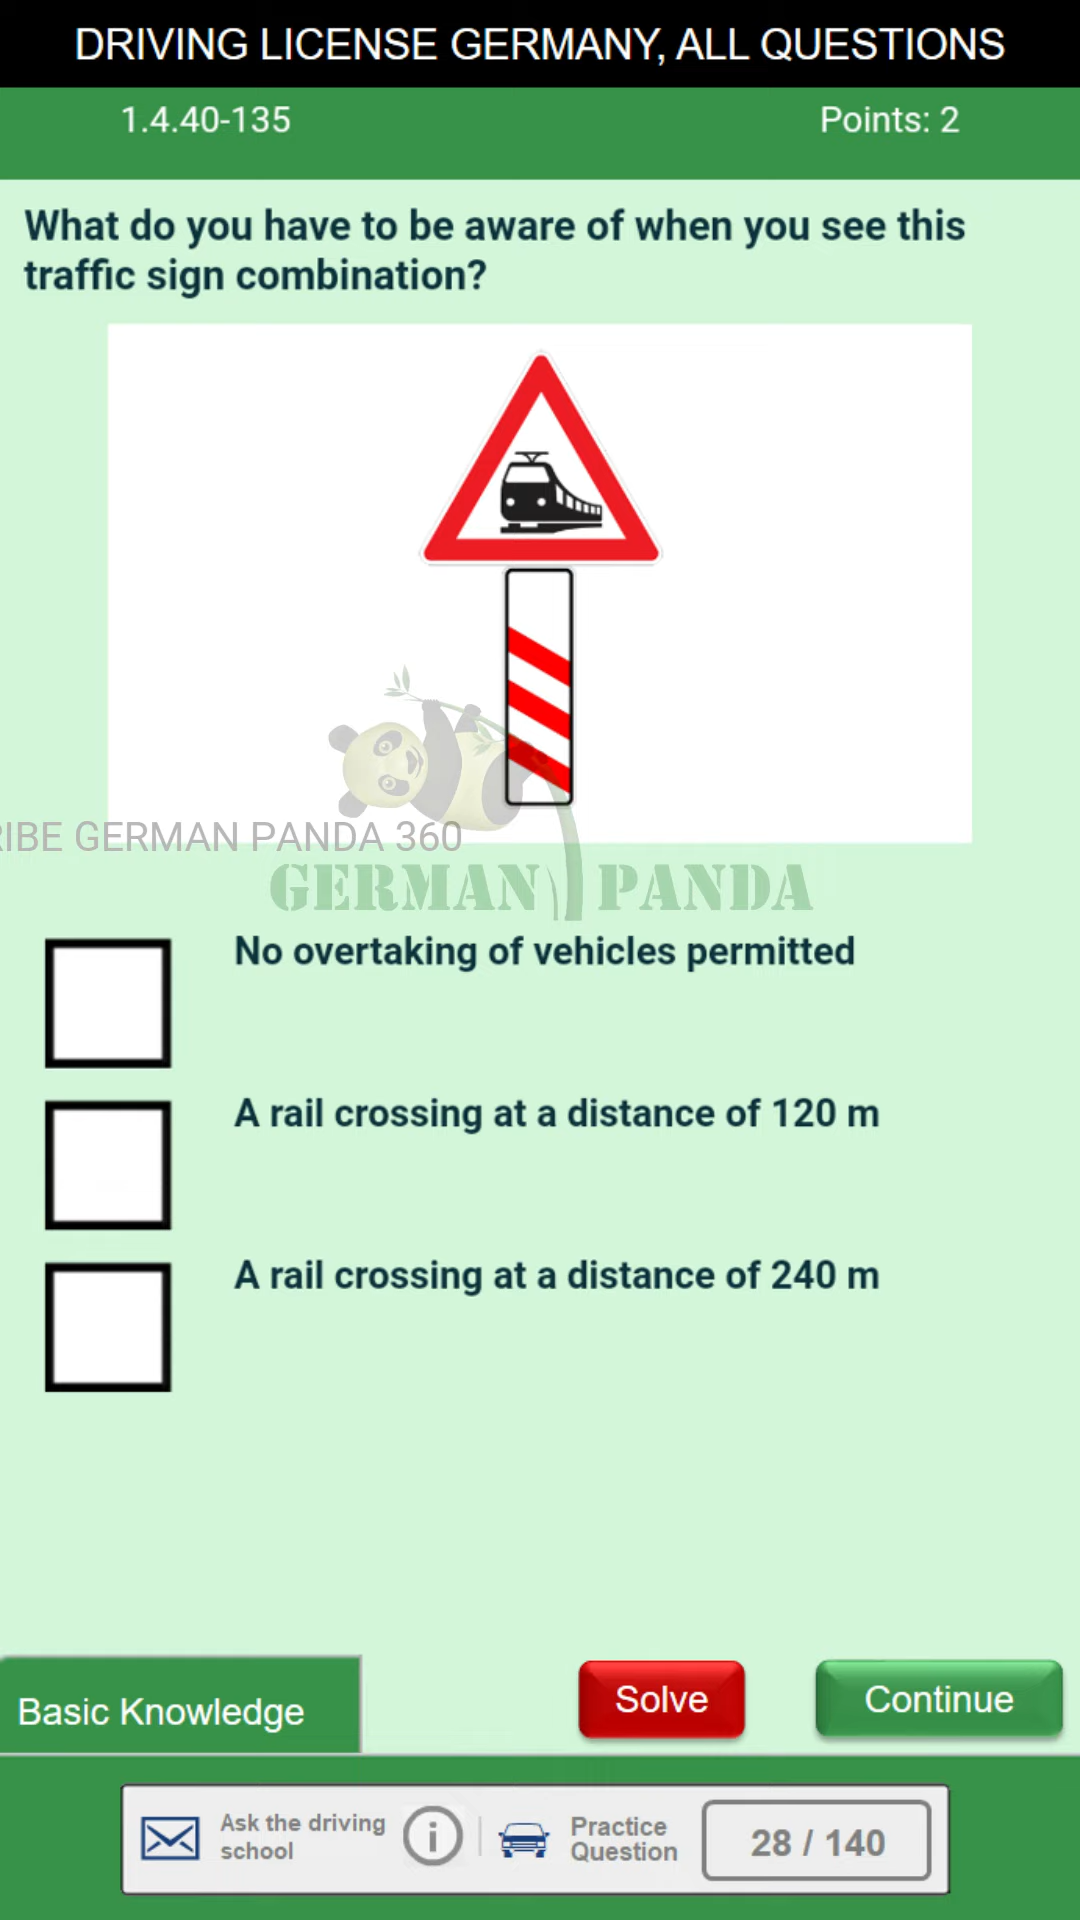 DRIVING LICENSE GERMANY, ALL QUESTIONS
1.4.40-135 Points: 2
What do you have to be aware of when you see this
traffic sign combination?
RIBE GERMAN PANDA 360
GERMAN PANDA
No overtaking of vehicles permitted
A rail crossing at a distance of 120 m
A rail crossing at a distance of 240 m
Basic Knowledge
Solve
Continue
Ask the driving
school
i
Practice
Question
28 / 140